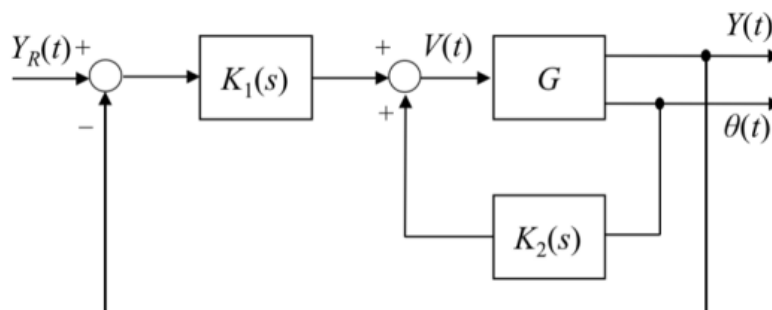 Y_R(t) +
−
K_1(s)
+
+
V(t)
G
Y(t)
θ(t)
K_2(s)